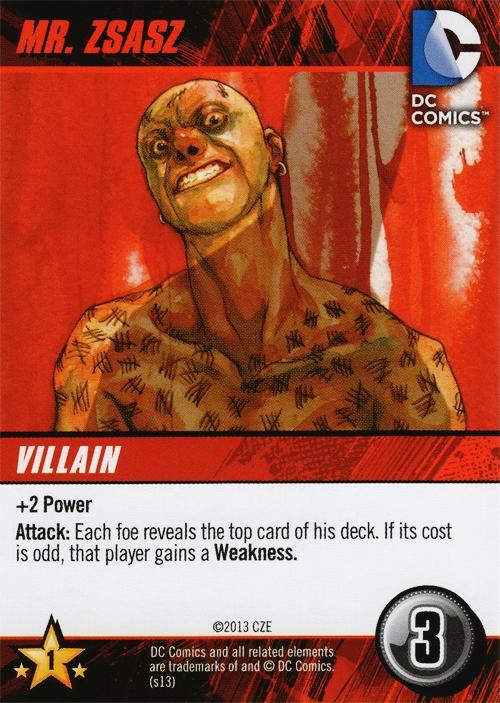 MR. ZSASZ
DC
COMICS™
VILLAIN
+2 Power
Attack: Each foe reveals the top card of his deck. If its cost
is odd, that player gains a Weakness.
©2013 CZE
1
DC Comics and all related elements
are trademarks of and © DC Comics.
(s13)
3